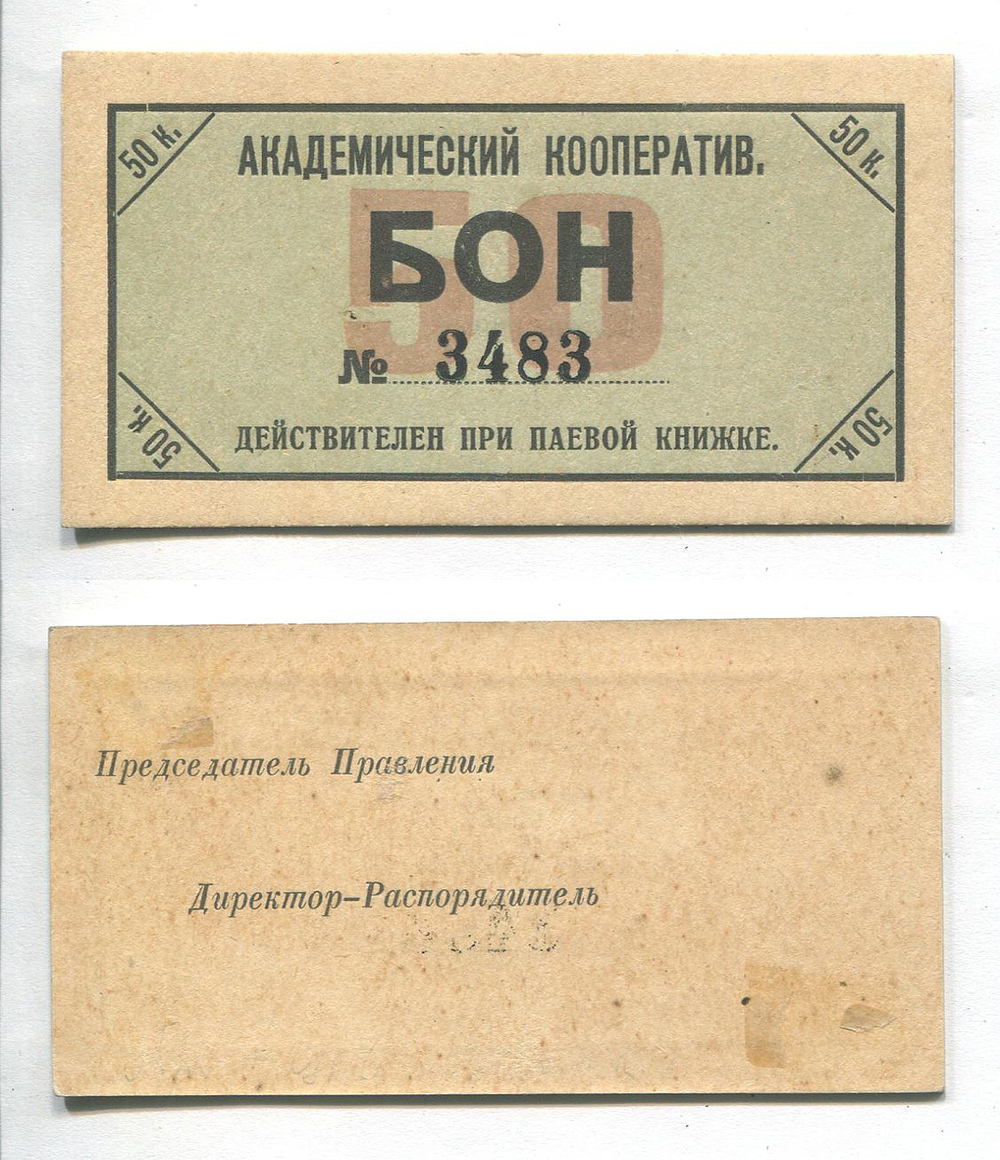 50 к.
50 к.
АКАДЕМИЧЕСКИЙ КООПЕРАТИВ.
50
БОН
№ 3483
ДЕЙСТВИТЕЛЕН ПРИ ПАЕВОЙ КНИЖКЕ.
50 к.
50 к.
Председатель Правления
Директор–Распорядитель